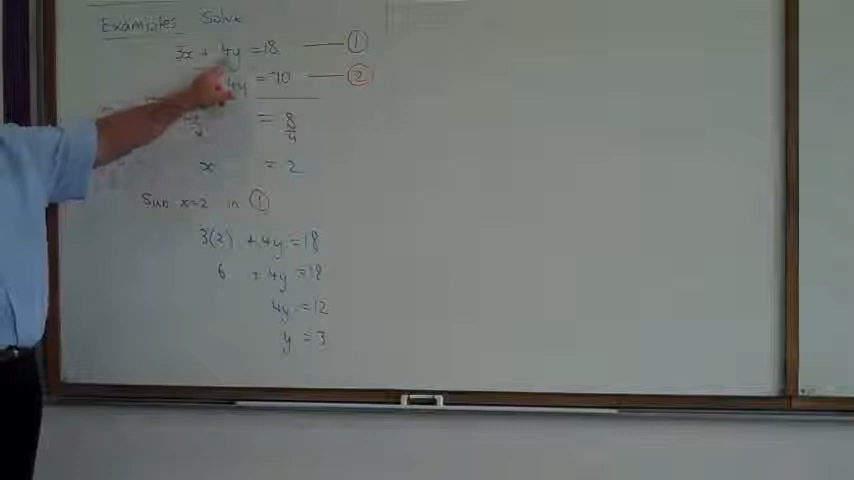 Examples Solve
3x + 4y = 18 —— ①
4y = -10 —— ②
= 8/4
x = 2
Sub x=2 in ①
3(2) + 4y = 18
6 + 4y = 18
4y = 12
y = 3